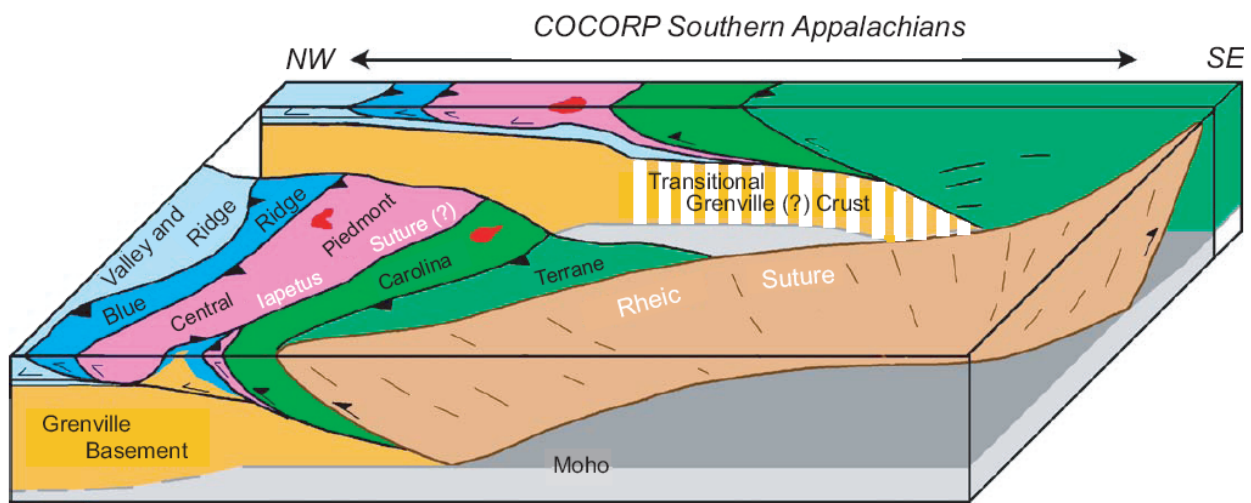 COCORP Southern Appalachians
NW
SE
Transitional
Grenville (?) Crust
Valley and
Ridge
Blue
Ridge
Central
Piedmont
Iapetus
Suture (?)
Carolina
Terrane
Rheic
Suture
Grenville
Basement
Moho